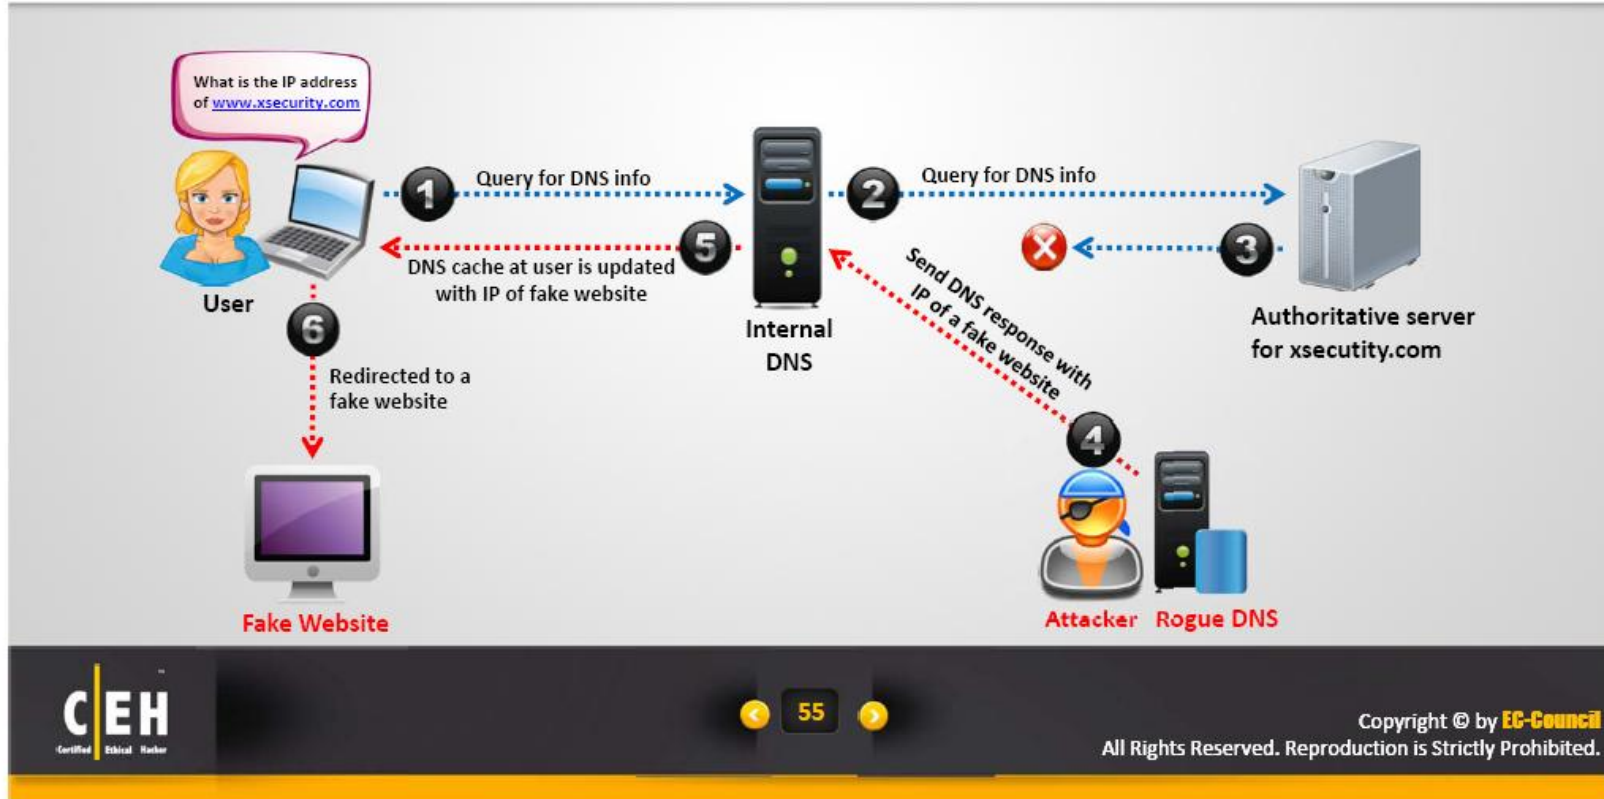 What is the IP address
of www.xsecurity.com
1
Query for DNS info
2
Query for DNS info
5
3
DNS cache at user is updated
with IP of fake website
Send DNS response with
IP of a fake website
User
6
Internal
DNS
Authoritative server
for xsecutity.com
Redirected to a
fake website
4
Fake Website
Attacker
Rogue DNS
C EH
Certified Ethical Hacker
55
Copyright © by EC-Council
All Rights Reserved. Reproduction is Strictly Prohibited.